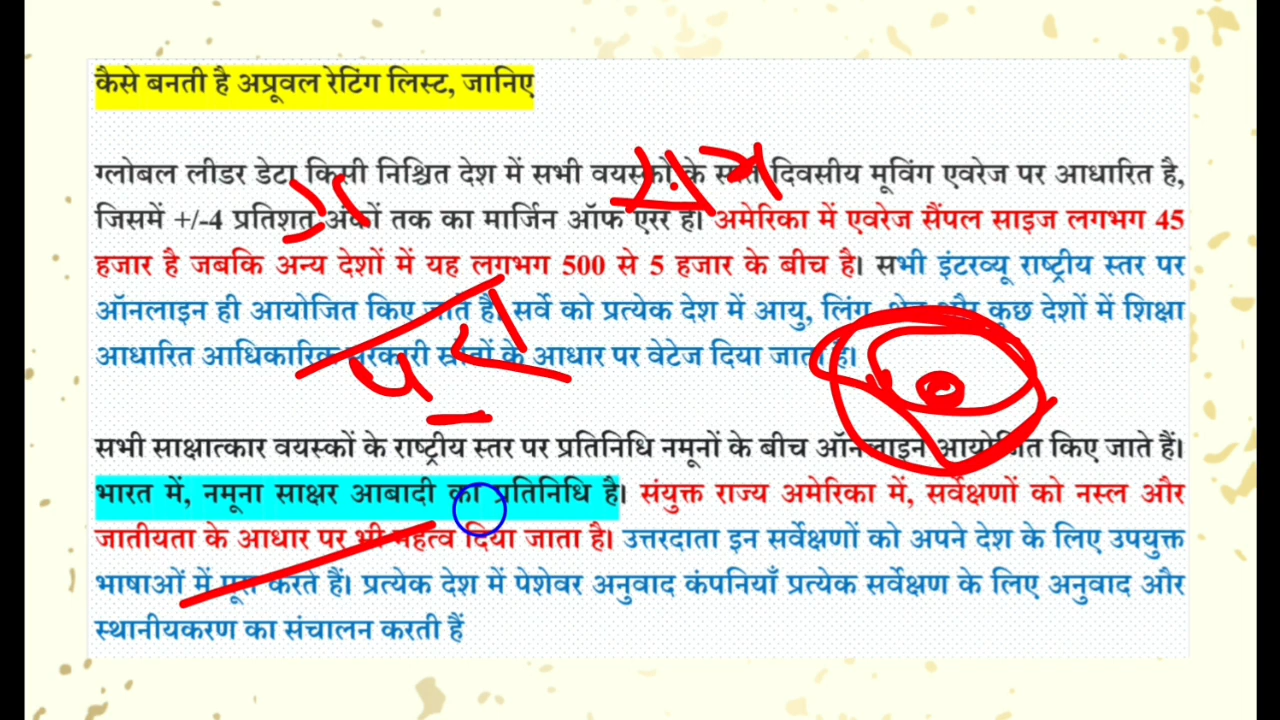 कैसे बनती है अप्रूवल रेटिंग लिस्ट, जानिए
ग्लोबल लीडर डेटा किसी निश्चित देश में सभी वयस्कों के सात दिवसीय मूविंग एवरेज पर आधारित है,
जिसमें +/-4 प्रतिशत अंकों तक का मार्जिन ऑफ एरर है। अमेरिका में एवरेज सैंपल साइज लगभग 45
हजार है जबकि अन्य देशों में यह लगभग 500 से 5 हजार के बीच है। सभी इंटरव्यू राष्ट्रीय स्तर पर
ऑनलाइन ही आयोजित किए जाते हैं। सर्वे को प्रत्येक देश में आयु, लिंग, क्षेत्र और कुछ देशों में शिक्षा
आधारित आधिकारिक सरकारी स्रोतों के आधार पर वेटेज दिया जाता है।
सभी साक्षात्कार वयस्कों के राष्ट्रीय स्तर पर प्रतिनिधि नमूनों के बीच ऑनलाइन आयोजित किए जाते हैं।
भारत में, नमूना साक्षर आबादी का प्रतिनिधि है। संयुक्त राज्य अमेरिका में, सर्वेक्षणों को नस्ल और
जातीयता के आधार पर भी महत्व दिया जाता है। उत्तरदाता इन सर्वेक्षणों को अपने देश के लिए उपयुक्त
भाषाओं में पूरा करते हैं। प्रत्येक देश में पेशेवर अनुवाद कंपनियाँ प्रत्येक सर्वेक्षण के लिए अनुवाद और
स्थानीयकरण का संचालन करती हैं